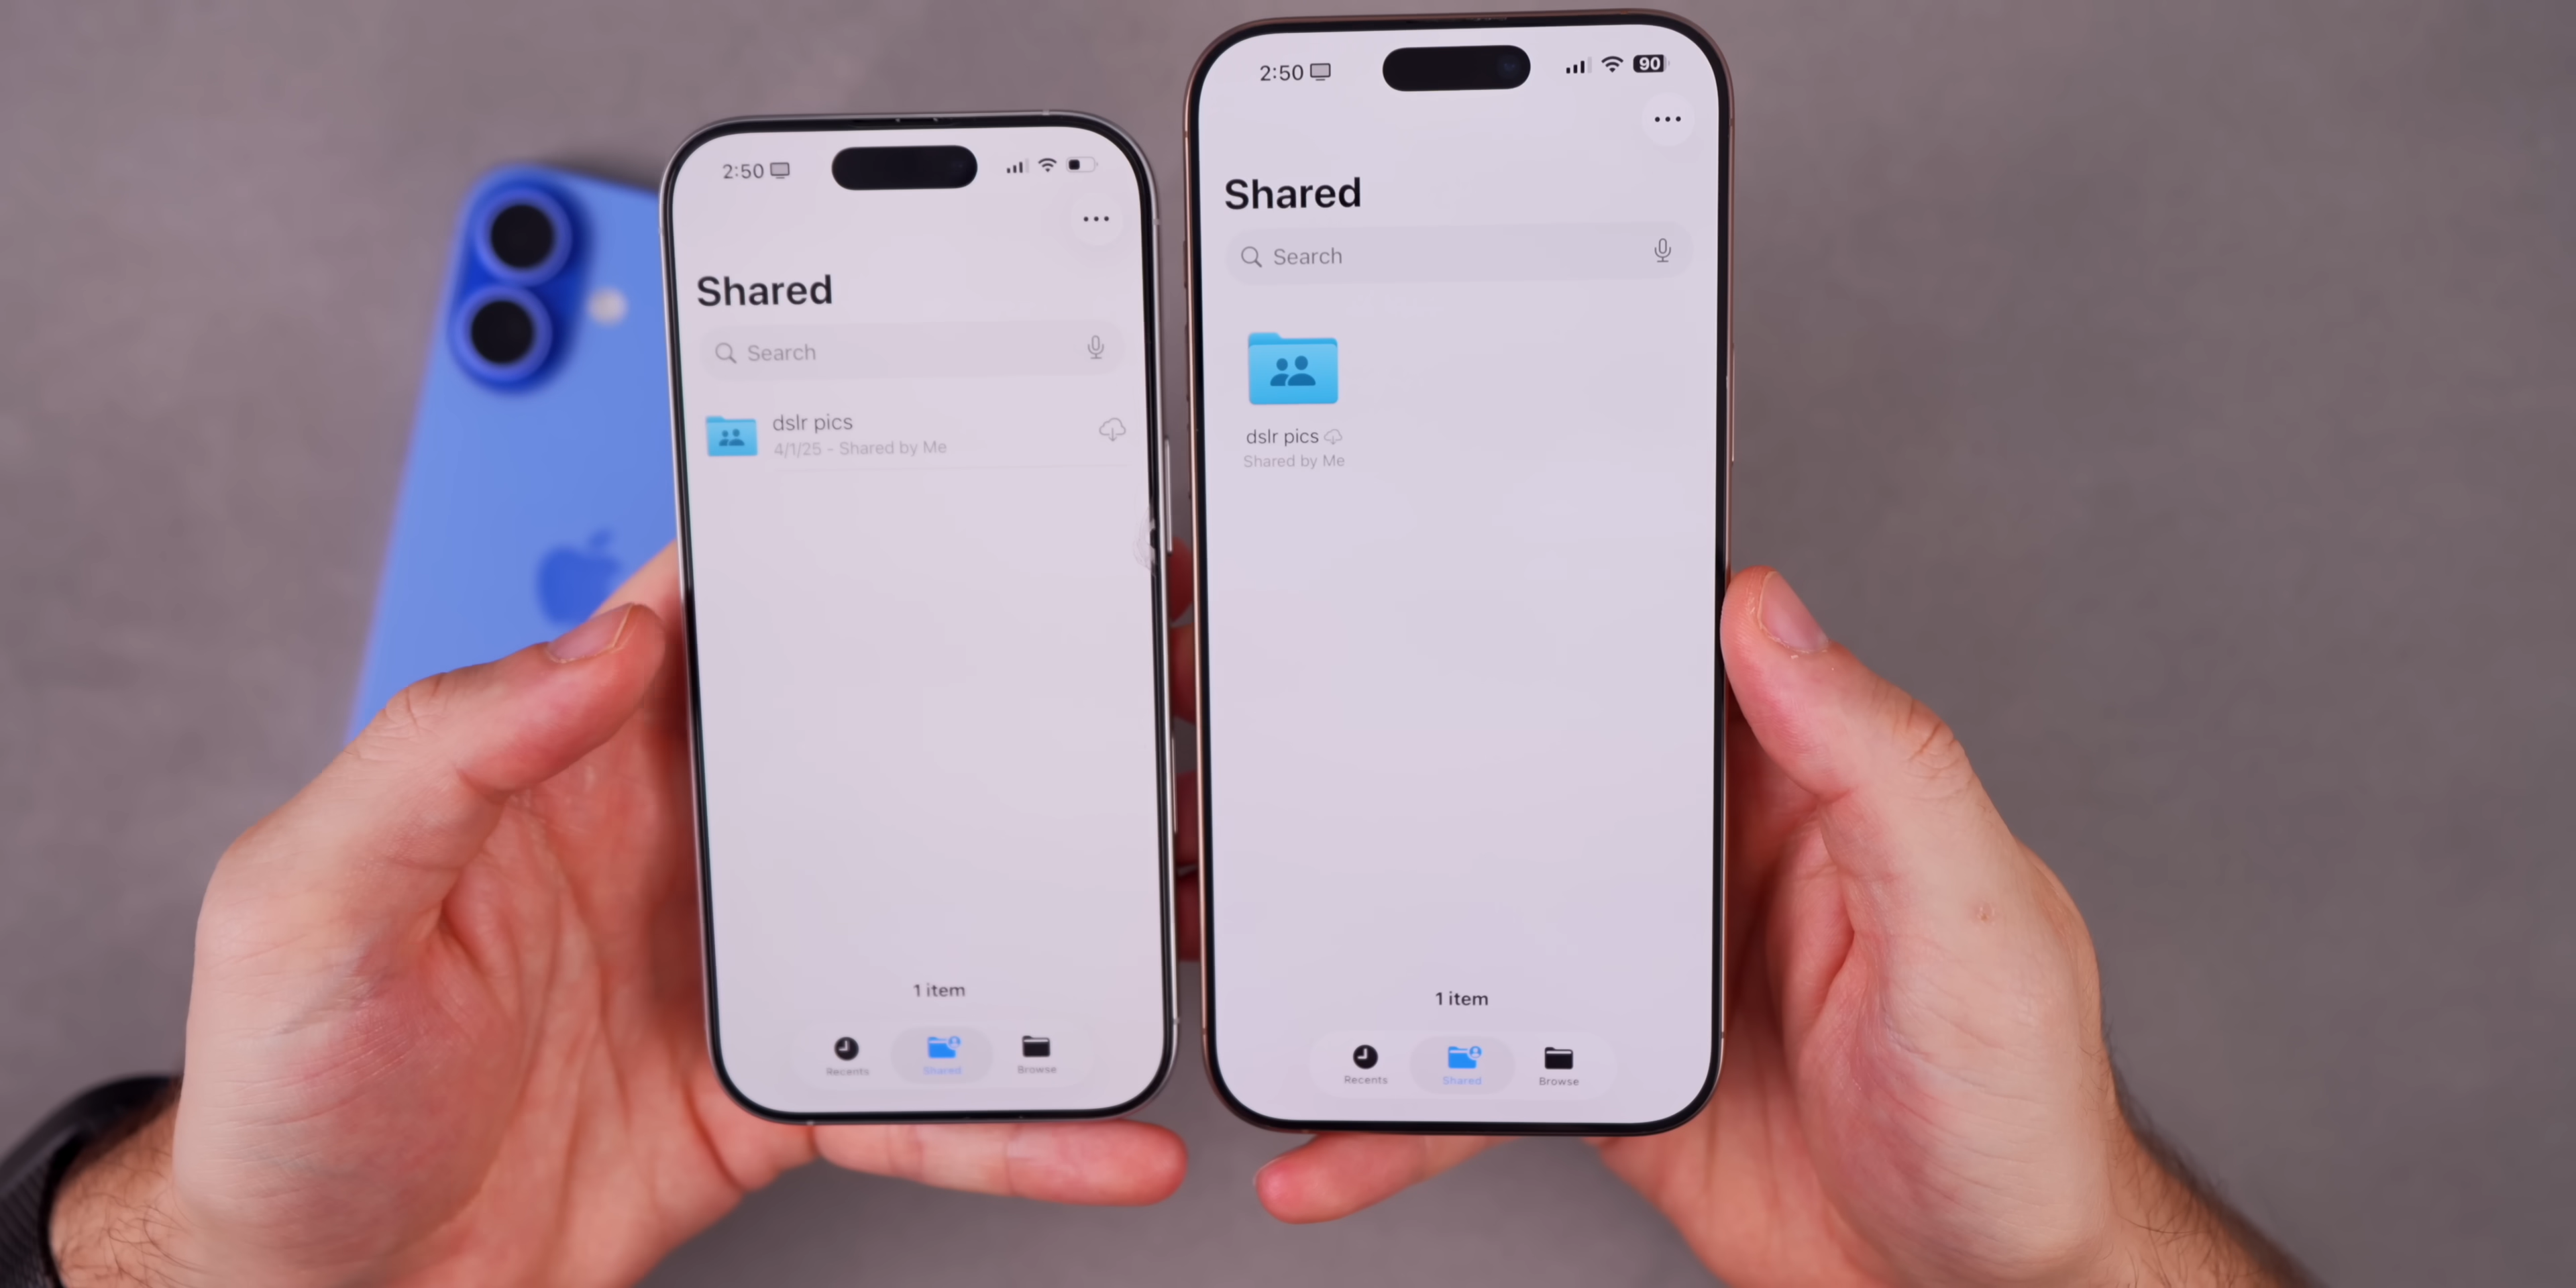 2:50
Shared
Search
dslr pics
4/1/25 - Shared by Me
1 item
Recents
Shared
Browse
2:50
90
Shared
Search
dslr pics
Shared by Me
1 item
Recents
Shared
Browse